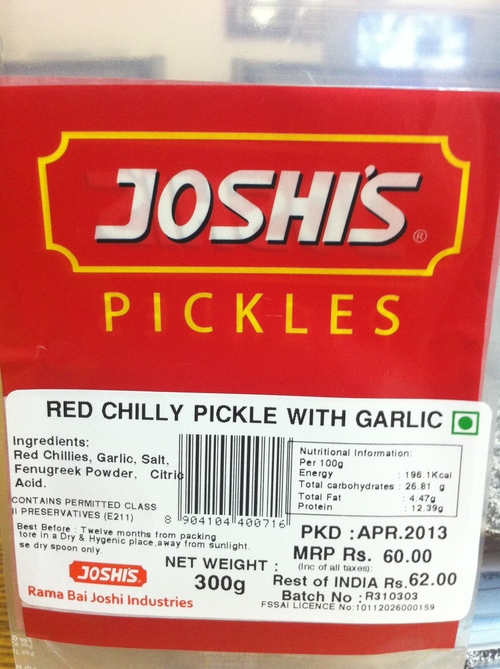 JOSHI'S ®
PICKLES
RED CHILLY PICKLE WITH GARLIC
Ingredients:
Red Chillies, Garlic, Salt,
Fenugreek Powder, Citric
Acid.
CONTAINS PERMITTED CLASS
II PRESERVATIVES (E211)
Best Before : Twelve months from packing
tore in a Dry & Hygenic place,away from sunlight.
se dry spoon only.
8 904104 400716
Nutritional Information:
Per 100g
Energy : 196.1Kcal
Total carbohydrates : 26.81 g
Total Fat : 4.47g
Protein : 12.39g
PKD :APR.2013
MRP Rs. 60.00
(Inc of all taxes):
Rest of INDIA Rs.62.00
Batch No :R310303
FSSAI LICENCE No:10112026000159
NET WEIGHT :
300g
JOSHI'S
Rama Bai Joshi Industries